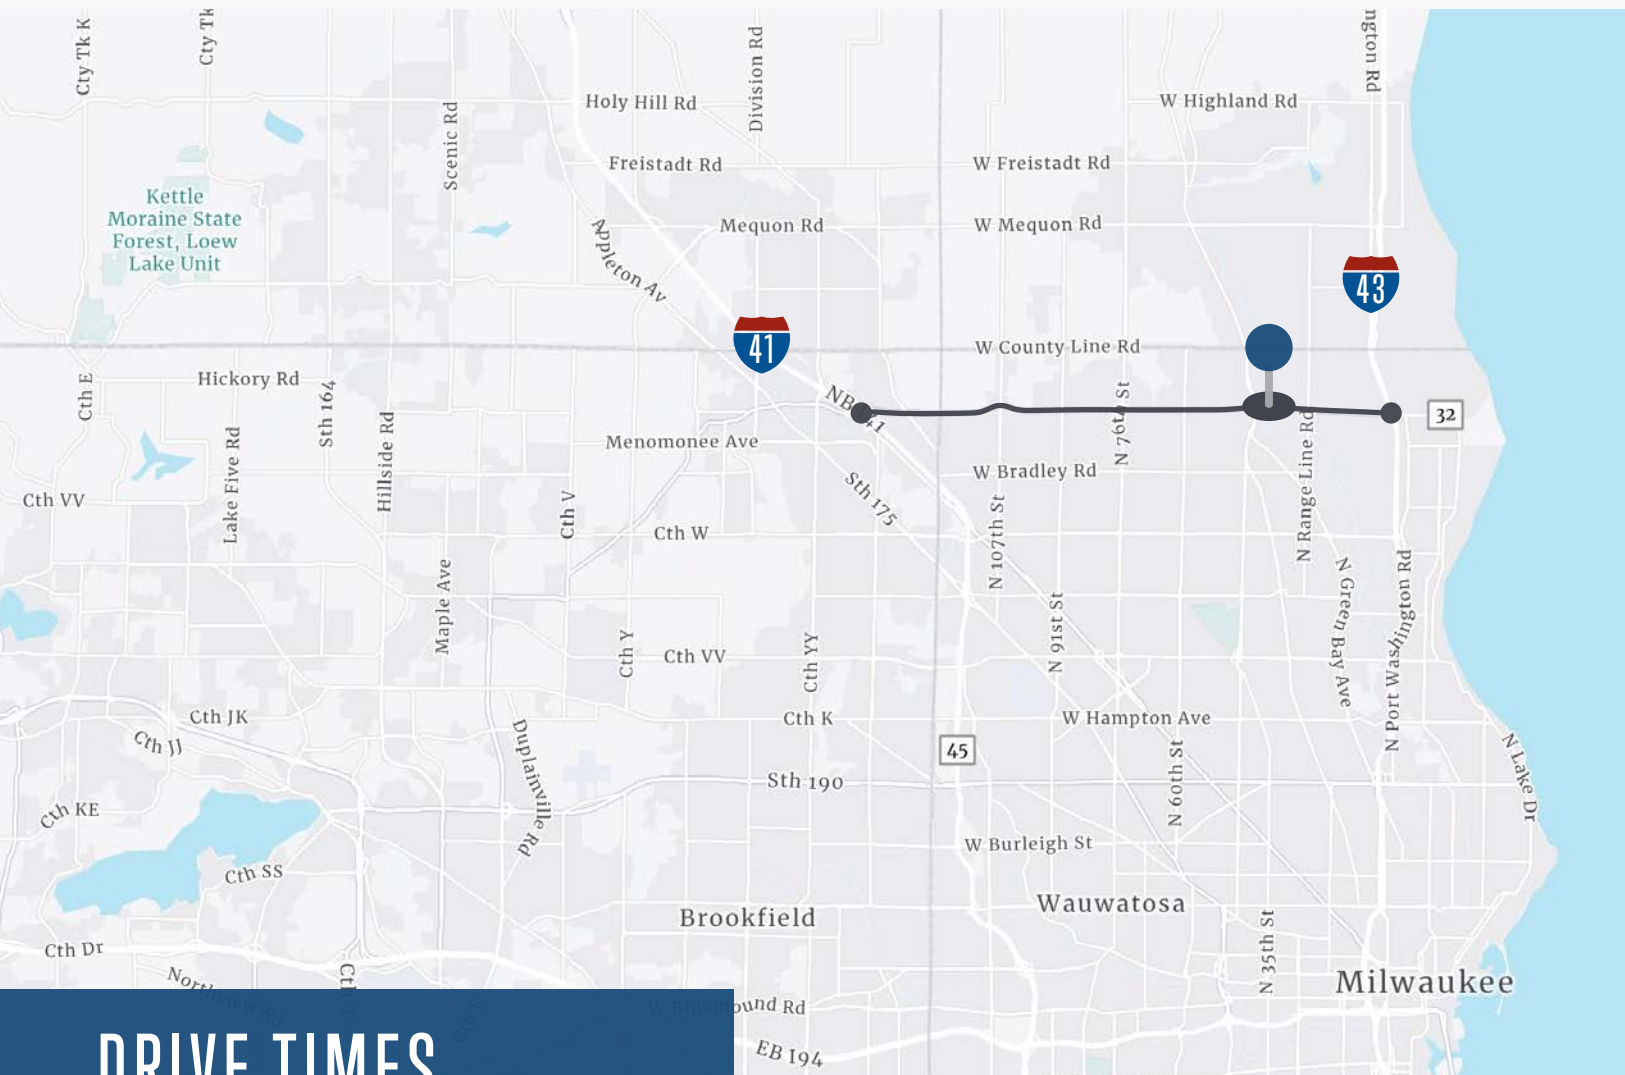 Cty Tk K
Cty Tk
Scenic Rd
Holy Hill Rd
Division Rd
W Highland Rd
ngton Rd
Freistadt Rd
W Freistadt Rd
Kettle
Moraine State
Forest, Loew
Lake Unit
Appleton Av
Mequon Rd
W Mequon Rd
43
41
W County Line Rd
Cth E
Hickory Rd
Sth 164
Hillside Rd
Lake Five Rd
NB
41
N 76th St
N Range Line Rd
32
Menomonee Ave
W Bradley Rd
Cth VV
Cth V
Sth 175
N 107th St
Cth W
Maple Ave
N Green Bay Ave
N Port Washington Rd
N 91st St
Cth Y
Cth VV
Cth YY
Cth JK
Cth JJ
Duplainville Rd
Cth K
W Hampton Ave
45
N 60th St
N Lake Dr
Sth 190
Cth KE
Cth SS
W Burleigh St
Brookfield
Wauwatosa
Cth Dr
Northview Rd
N 35th St
Milwaukee
W Bluemound Rd
EB I94
DRIVE TIMES